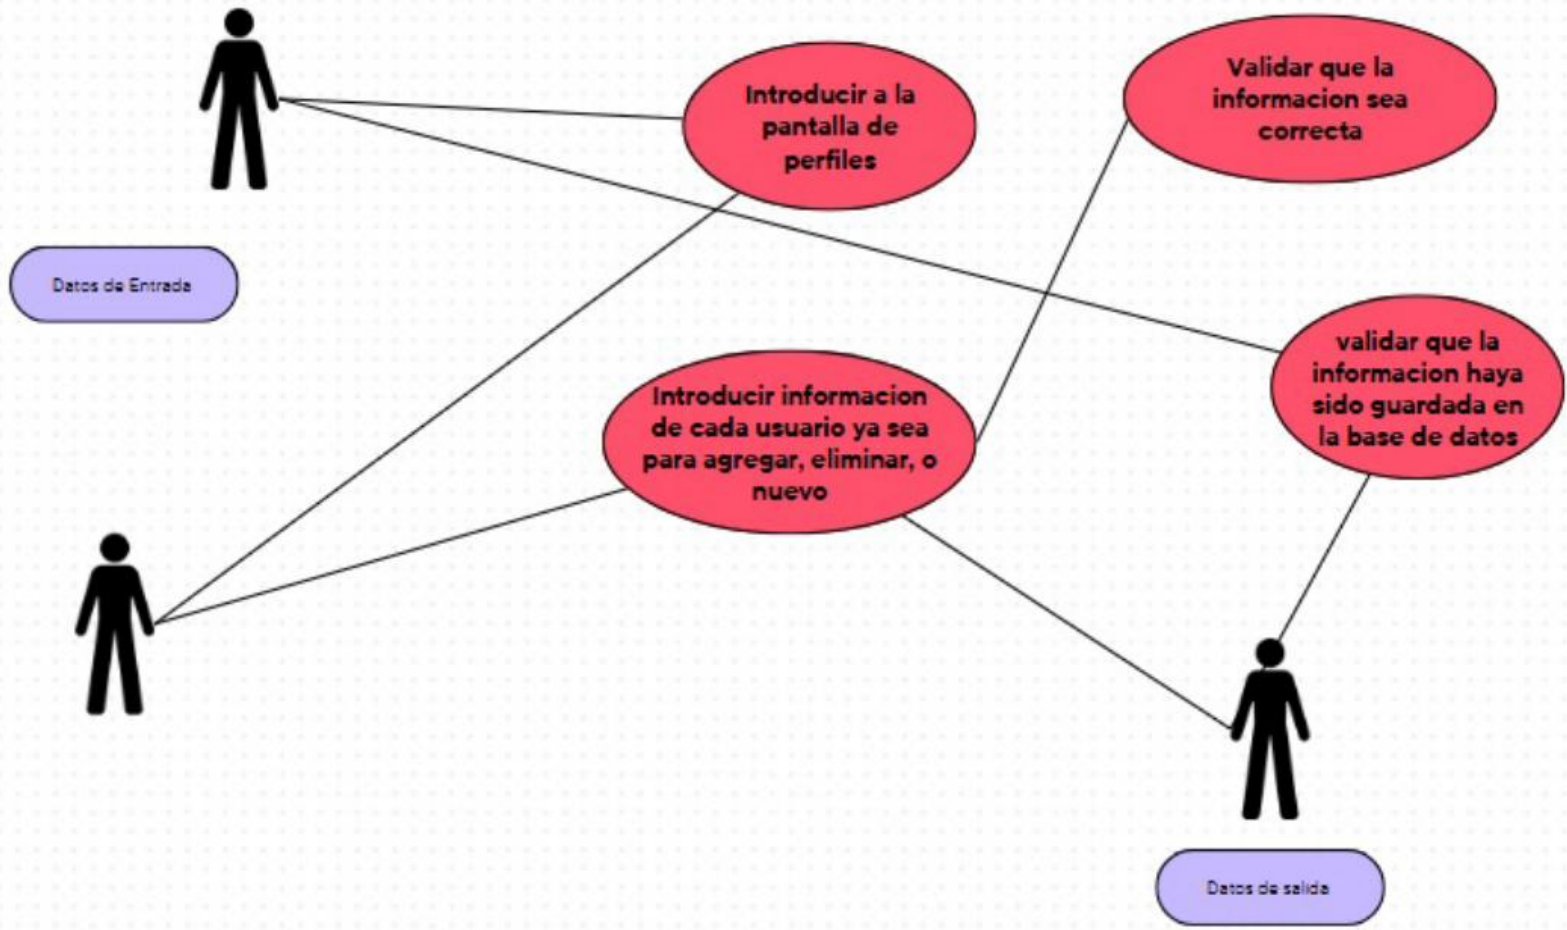 Introducir a la
pantalla de
perfiles
Validar que la
informacion sea
correcta
Datos de Entrada
validar que la
informacion haya
sido guardada en
la base de datos
Introducir informacion
de cada usuario ya sea
para agregar, eliminar, o
nuevo
Datos de salida